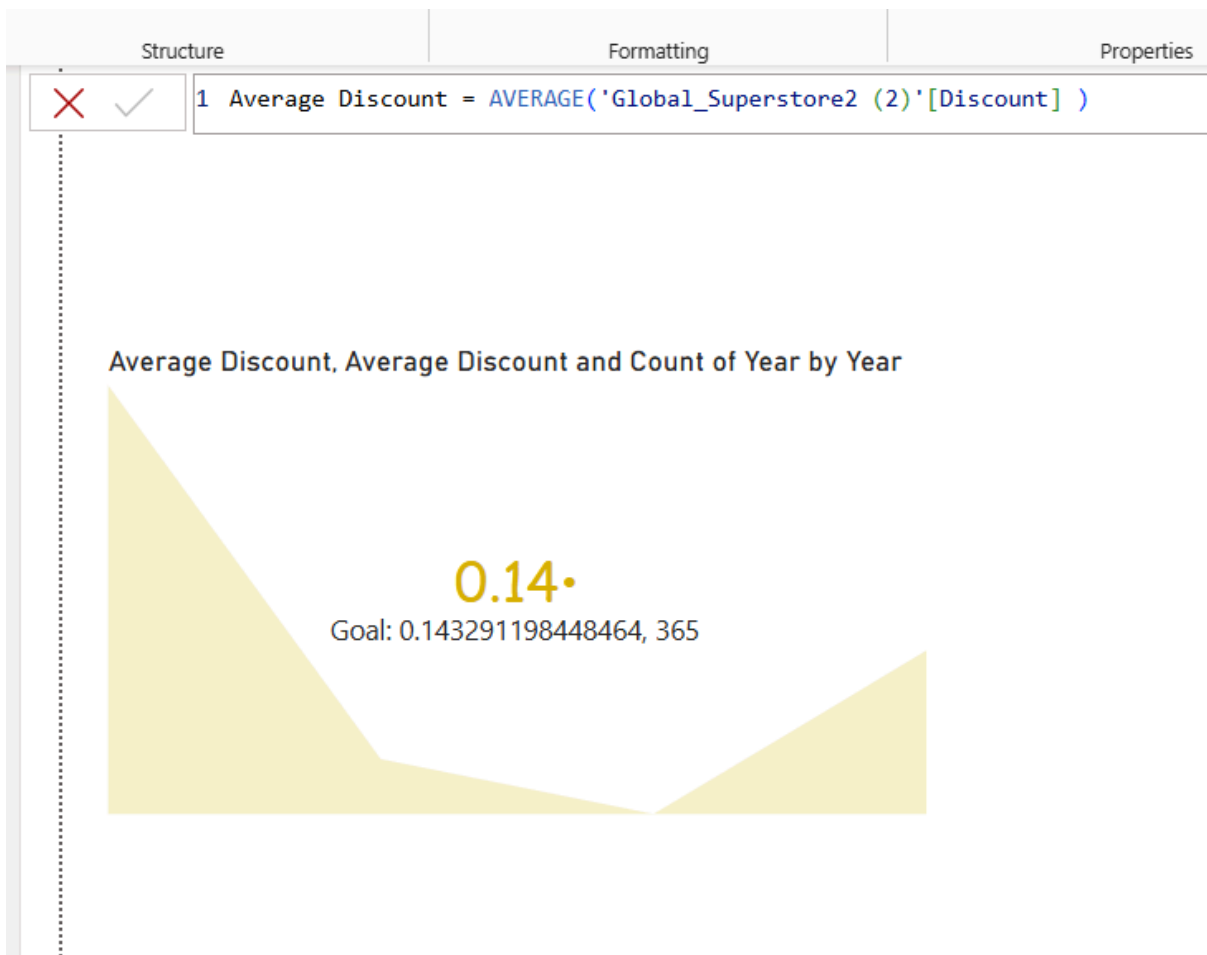 Structure
Formatting
Properties
1 Average Discount = AVERAGE('Global_Superstore2 (2)'[Discount] )
Average Discount, Average Discount and Count of Year by Year
0.14
Goal: 0.143291198448464, 365